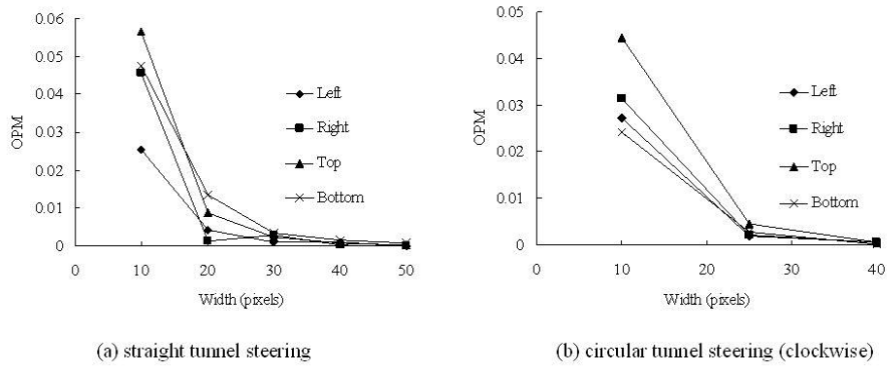 0.06
0.05
0.04
0.03
0.02
0.01
0
OPM
0 10 20 30 40 50
Width (pixels)
Left
Right
Top
Bottom
(a) straight tunnel steering
0.05
0.04
0.03
0.02
0.01
0
OPM
0 10 20 30 40
Width (pixels)
Left
Right
Top
Bottom
(b) circular tunnel steering (clockwise)